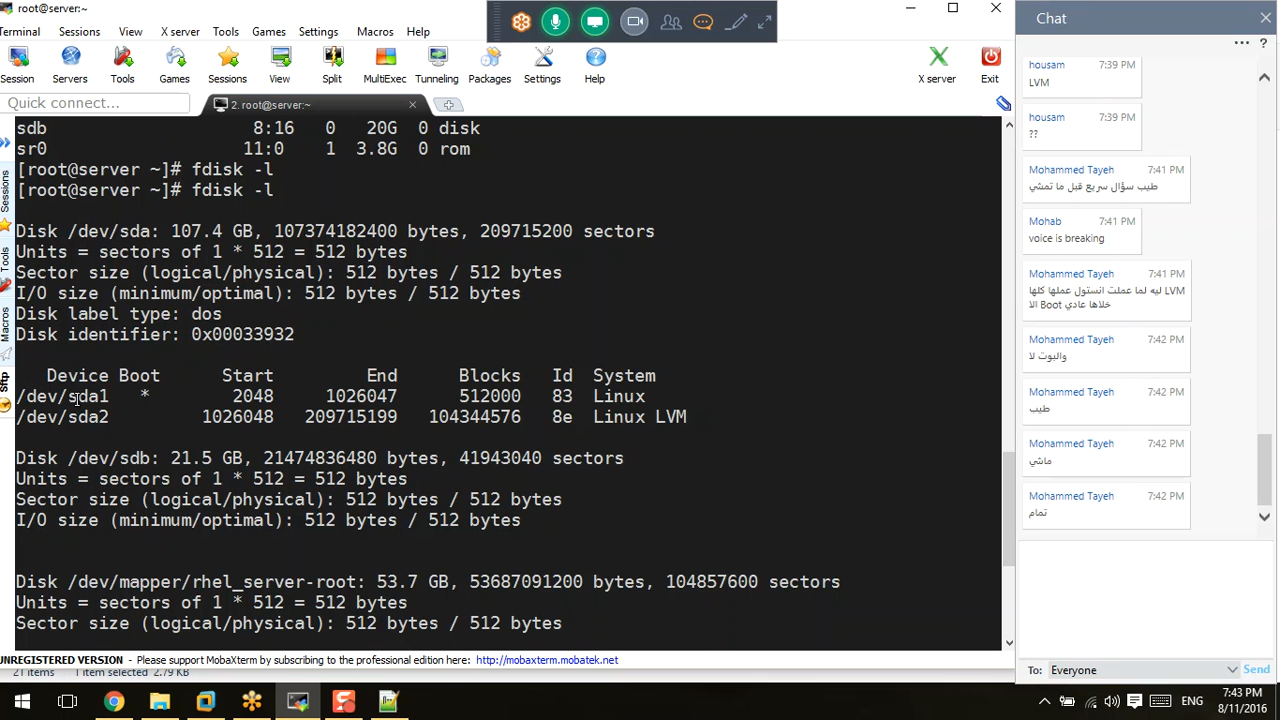 root@server:~
Terminal Sessions View X server Tools Games Settings Macros Help
Session Servers Tools Games Sessions View Split MultiExec Tunneling Packages Settings Help X server Exit
Quick connect...
2. root@server:~
Sessions
Tools
Macros
Sftp
sdb 8:16 0 20G 0 disk
sr0 11:0 1 3.8G 0 rom
[root@server ~]# fdisk -l
[root@server ~]# fdisk -l
Disk /dev/sda: 107.4 GB, 107374182400 bytes, 209715200 sectors
Units = sectors of 1 * 512 = 512 bytes
Sector size (logical/physical): 512 bytes / 512 bytes
I/O size (minimum/optimal): 512 bytes / 512 bytes
Disk label type: dos
Disk identifier: 0x00033932
Device Boot Start End Blocks Id System
/dev/sda1 * 2048 1026047 512000 83 Linux
/dev/sda2 1026048 209715199 104344576 8e Linux LVM
Disk /dev/sdb: 21.5 GB, 21474836480 bytes, 41943040 sectors
Units = sectors of 1 * 512 = 512 bytes
Sector size (logical/physical): 512 bytes / 512 bytes
I/O size (minimum/optimal): 512 bytes / 512 bytes
Disk /dev/mapper/rhel_server-root: 53.7 GB, 53687091200 bytes, 104857600 sectors
Units = sectors of 1 * 512 = 512 bytes
Sector size (logical/physical): 512 bytes / 512 bytes
UNREGISTERED VERSION - Please support MobaXterm by subscribing to the professional edition here: http://mobaxterm.mobatek.net
21 items 1 item selected 2.79 KB
Chat
... ?
housam 7:39 PM
LVM
housam 7:39 PM
??
Mohammed Tayeh 7:41 PM
طيب سؤال سريع قبل ما تمشي
Mohab 7:41 PM
voice is breaking
Mohammed Tayeh 7:41 PM
LVM ليه لما عملت انستول عملها كلها
خلاها عادي Boot الا
Mohammed Tayeh 7:42 PM
والبوت لا
Mohammed Tayeh 7:42 PM
طيب
Mohammed Tayeh 7:42 PM
ماشي
Mohammed Tayeh 7:42 PM
تمام
To: Everyone Send
ENG
7:43 PM
8/11/2016